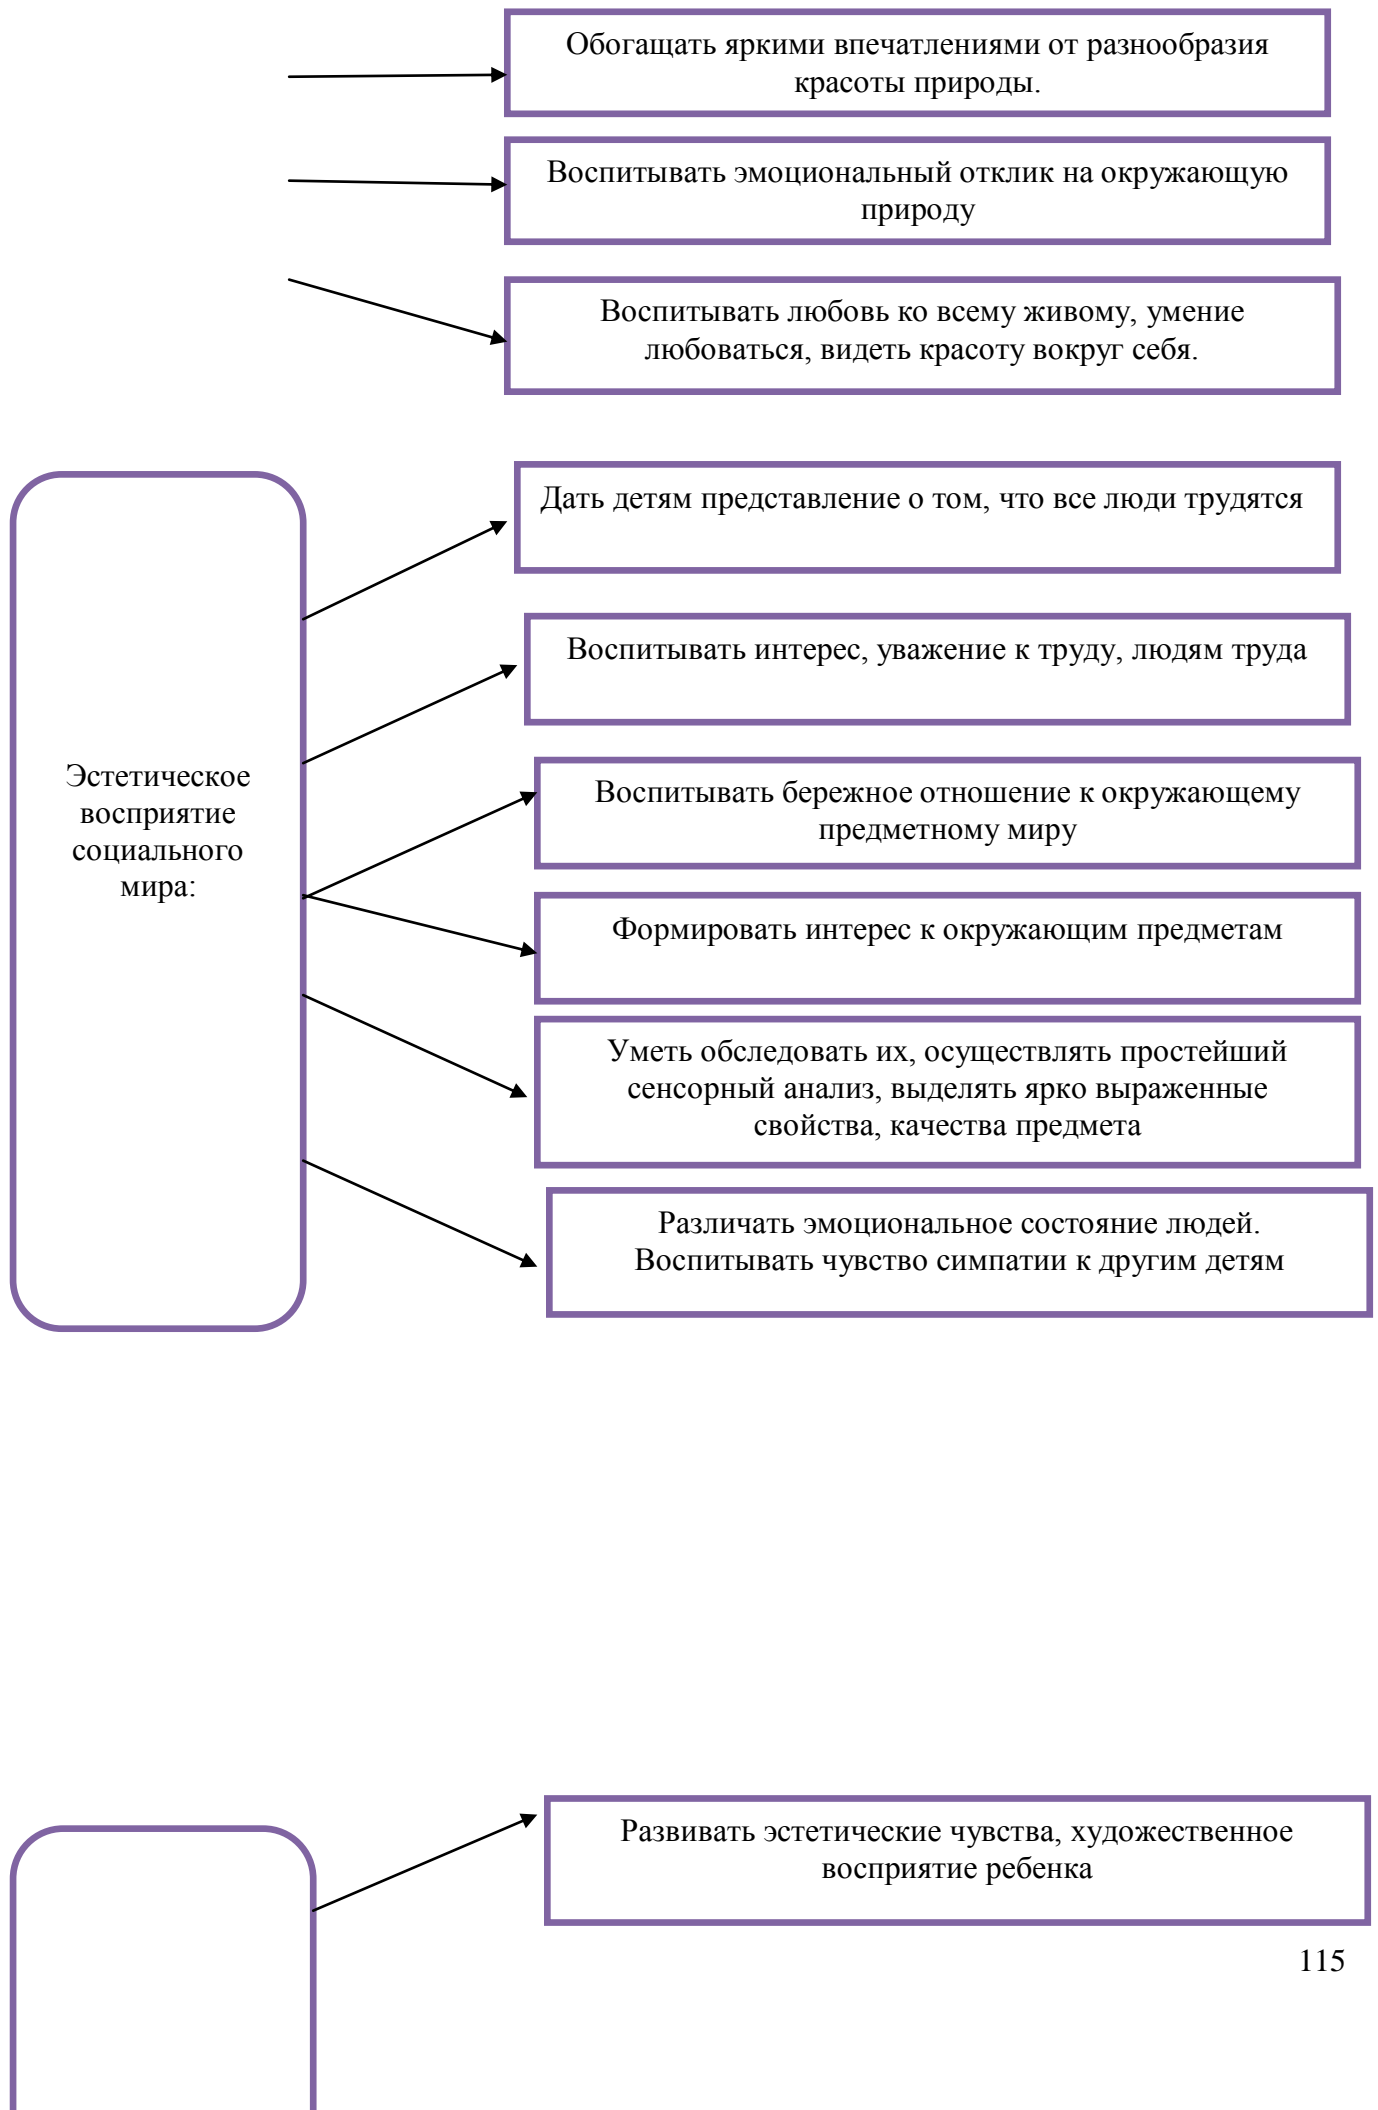 Обогащать яркими впечатлениями от разнообразия
красоты природы.
Воспитывать эмоциональный отклик на окружающую
природу
Воспитывать любовь ко всему живому, умение
любоваться, видеть красоту вокруг себя.
Эстетическое
восприятие
социального
мира:
Дать детям представление о том, что все люди трудятся
Воспитывать интерес, уважение к труду, людям труда
Воспитывать бережное отношение к окружающему
предметному миру
Формировать интерес к окружающим предметам
Уметь обследовать их, осуществлять простейший
сенсорный анализ, выделять ярко выраженные
свойства, качества предмета
Различать эмоциональное состояние людей.
Воспитывать чувство симпатии к другим детям
Развивать эстетические чувства, художественное
восприятие ребенка
115